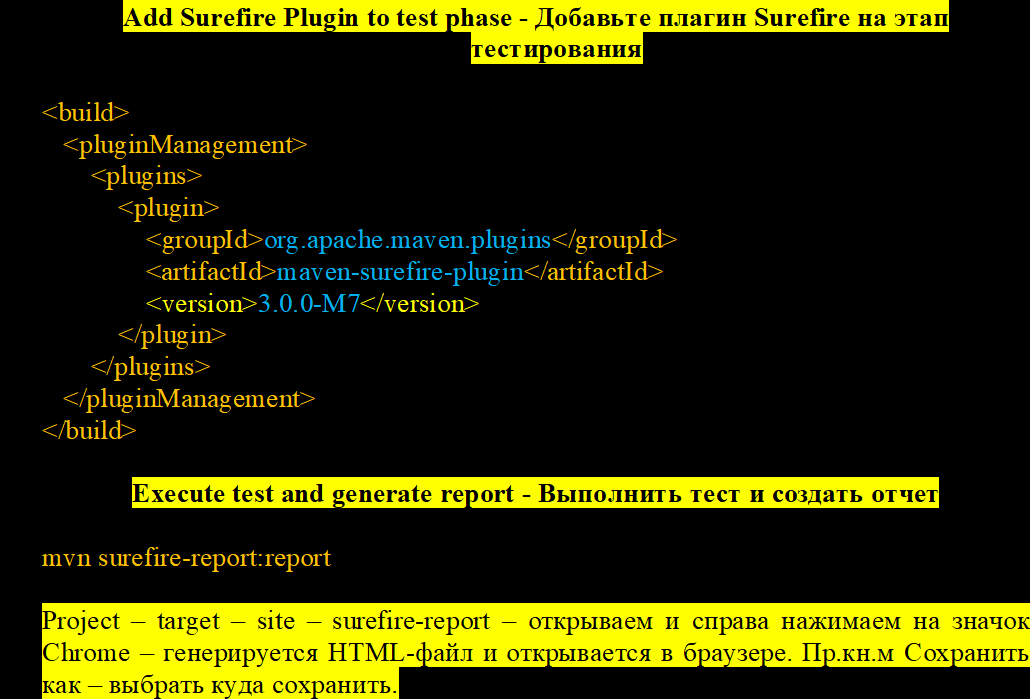 Add Surefire Plugin to test phase - Добавьте плагин Surefire на этап
тестирования
<build>
<pluginManagement>
<plugins>
<plugin>
<groupId>org.apache.maven.plugins</groupId>
<artifactId>maven-surefire-plugin</artifactId>
<version>3.0.0-M7</version>
</plugin>
</plugins>
</pluginManagement>
</build>
Execute test and generate report - Выполнить тест и создать отчет
mvn surefire-report:report
Project – target – site – surefire-report – открываем и справа нажимаем на значок
Chrome – генерируется HTML-файл и открывается в браузере. Пр.кн.м Сохранить
как – выбрать куда сохранить.